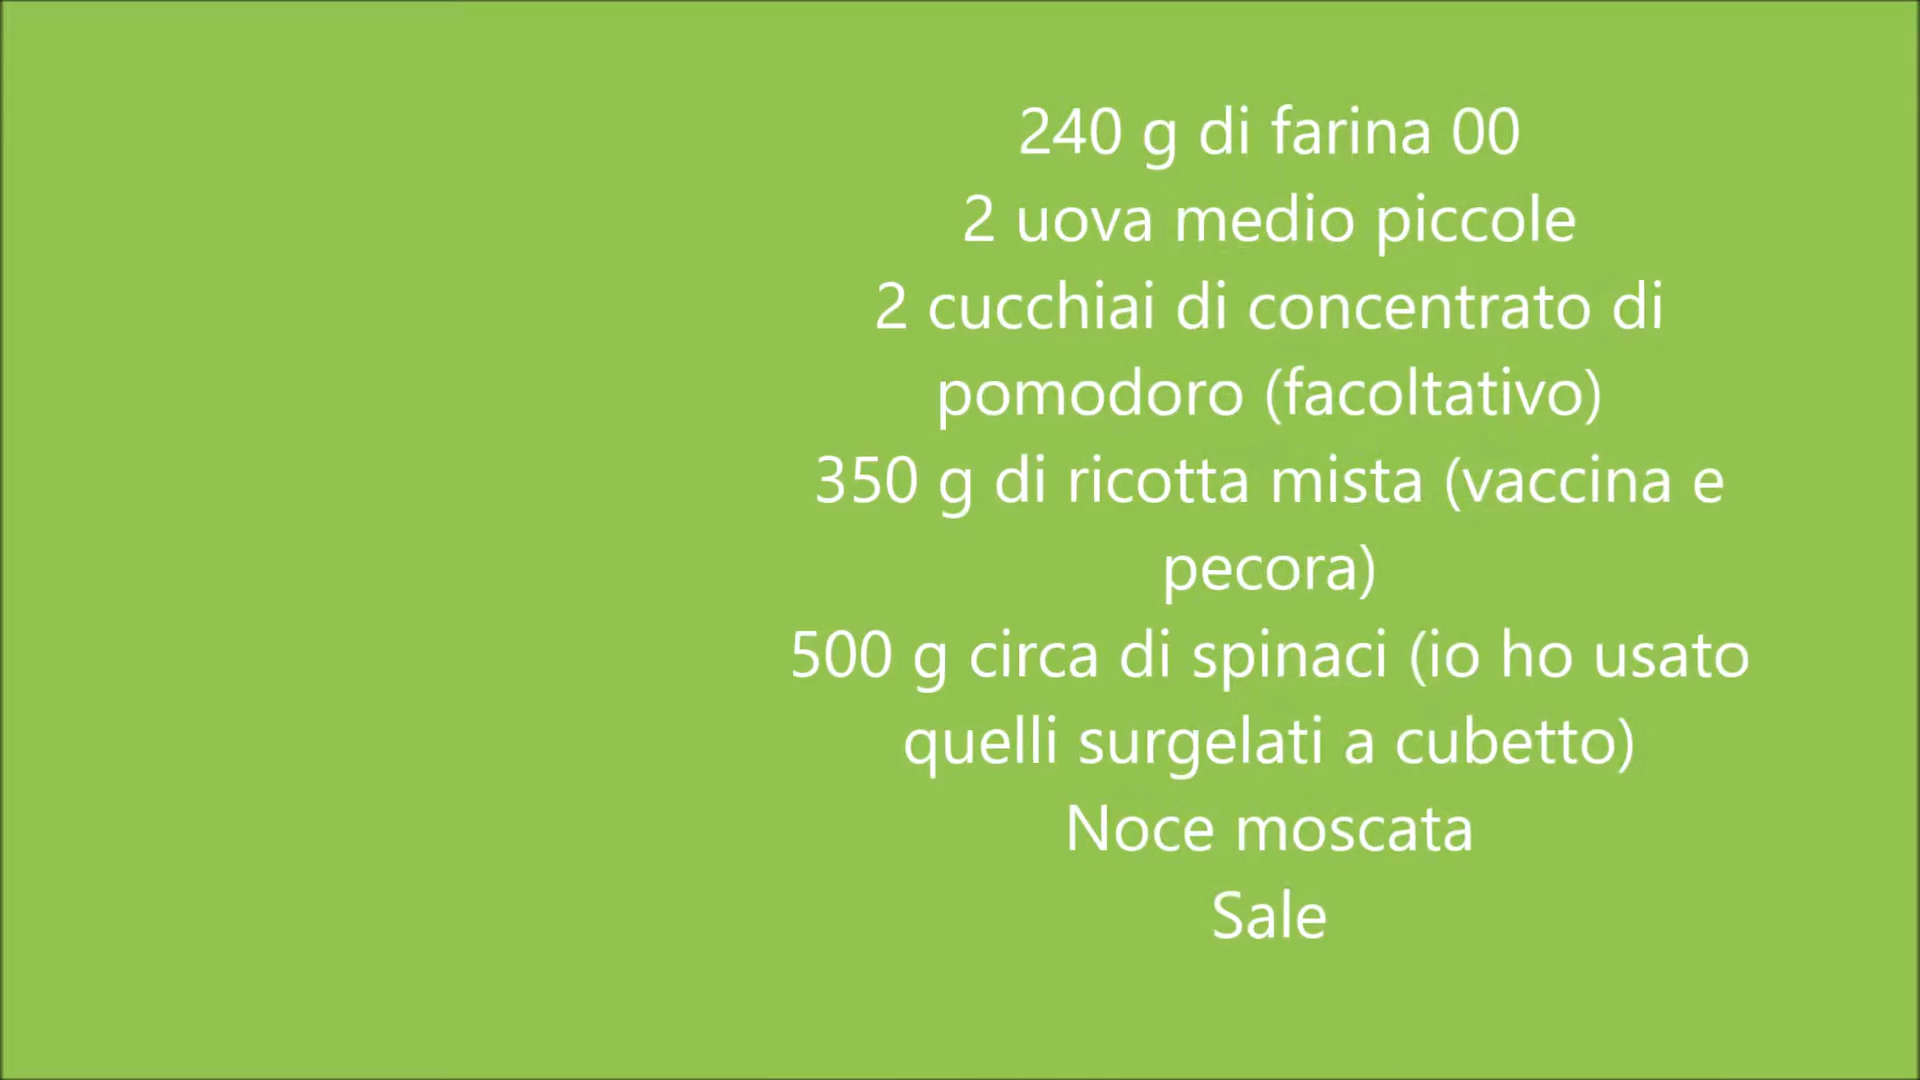 240 g di farina 00
2 uova medio piccole
2 cucchiai di concentrato di
pomodoro (facoltativo)
350 g di ricotta mista (vaccina e
pecora)
500 g circa di spinaci (io ho usato
quelli surgelati a cubetto)
Noce moscata
Sale